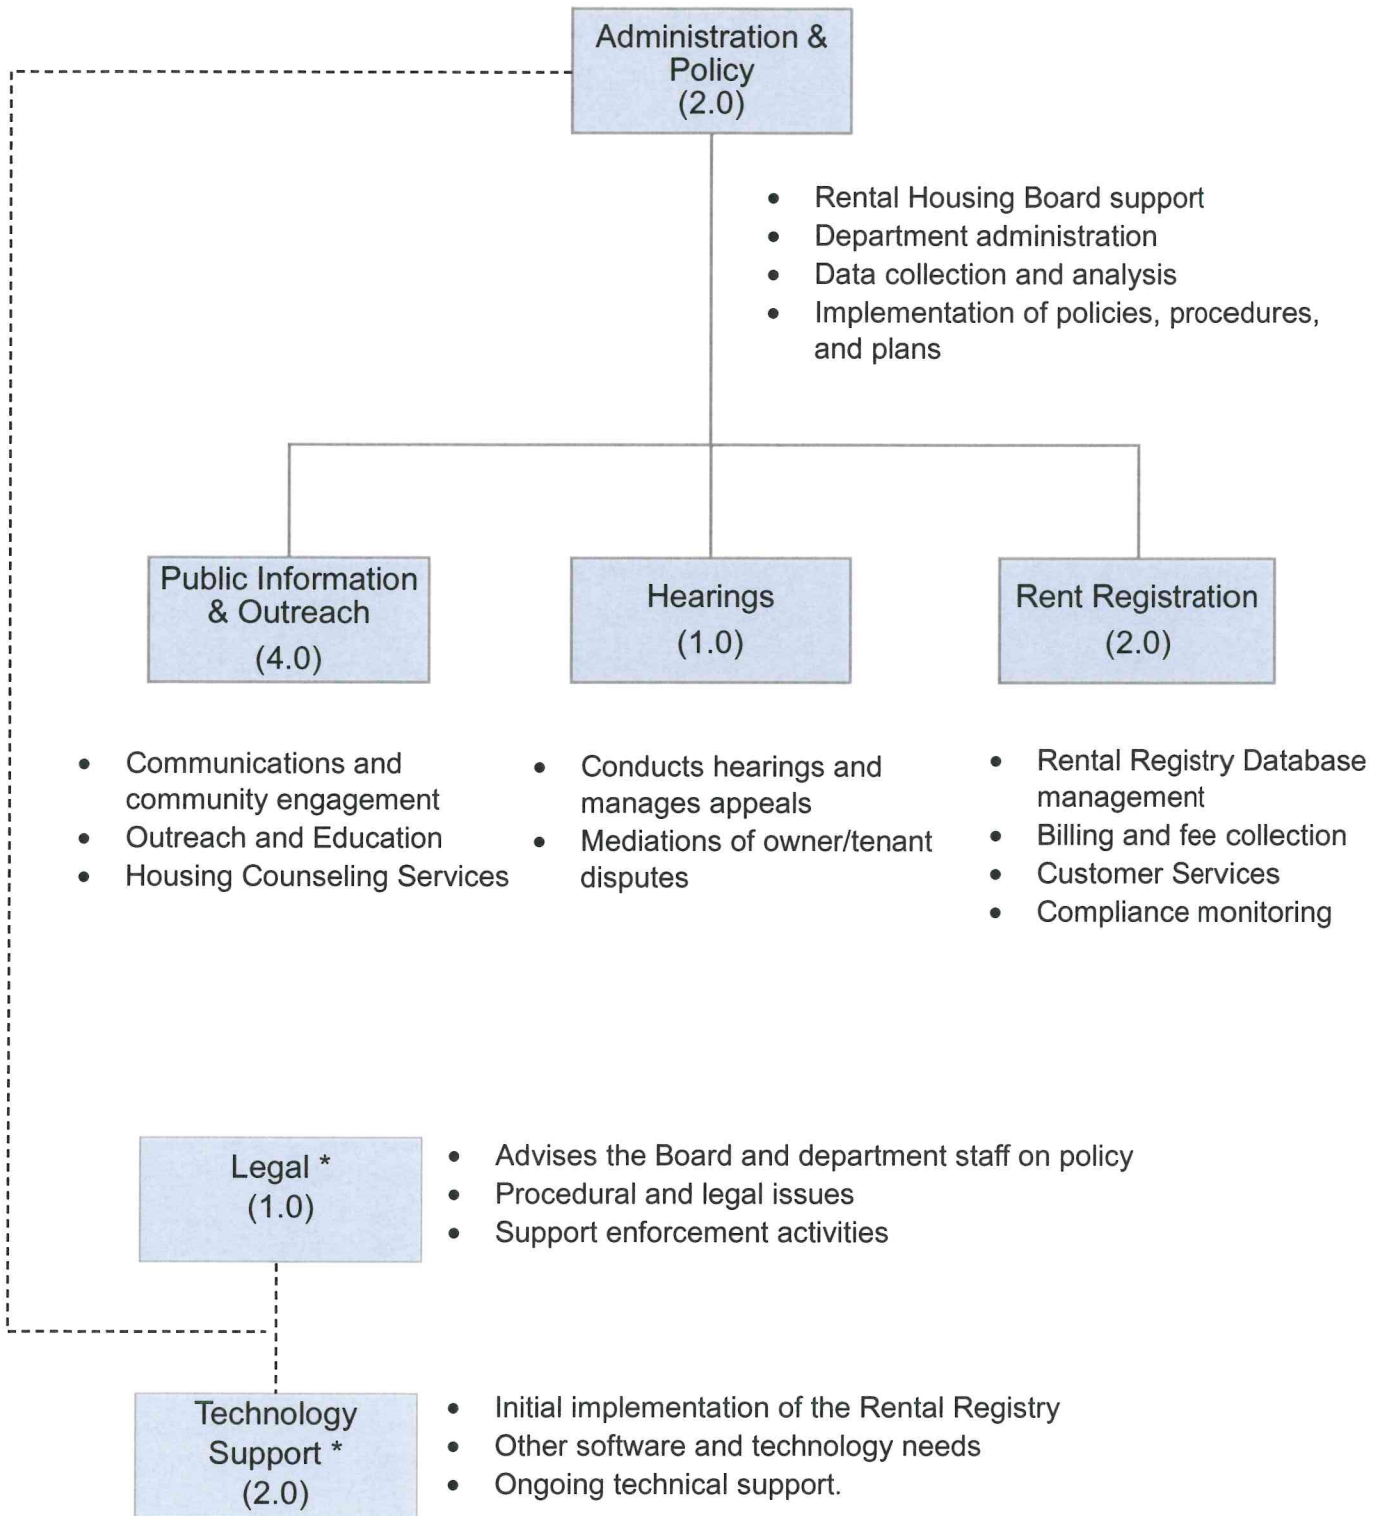 Administration &
Policy
(2.0)
• Rental Housing Board support
• Department administration
• Data collection and analysis
• Implementation of policies, procedures,
and plans
Public Information
& Outreach
(4.0)
Hearings
(1.0)
Rent Registration
(2.0)
• Communications and
community engagement
• Outreach and Education
• Housing Counseling Services
• Conducts hearings and
manages appeals
• Mediations of owner/tenant
disputes
• Rental Registry Database
management
• Billing and fee collection
• Customer Services
• Compliance monitoring
Legal *
(1.0)
• Advises the Board and department staff on policy
• Procedural and legal issues
• Support enforcement activities
Technology
Support *
(2.0)
• Initial implementation of the Rental Registry
• Other software and technology needs
• Ongoing technical support.